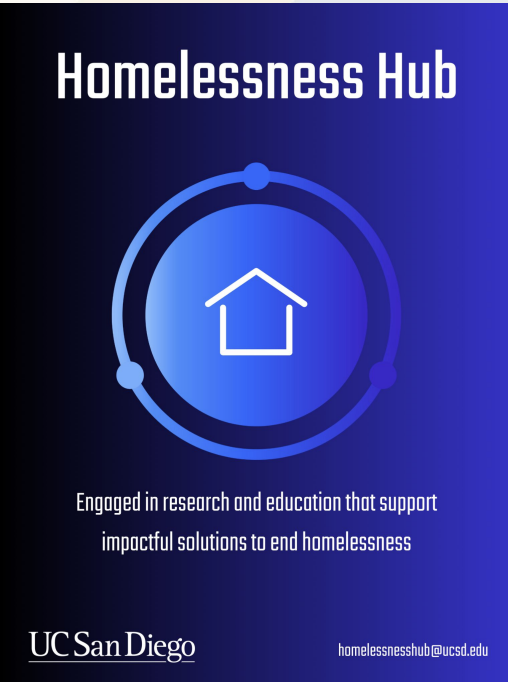 Homelessness Hub
Engaged in research and education that support
impactful solutions to end homelessness
UC San Diego
homelessnesshub@ucsd.edu